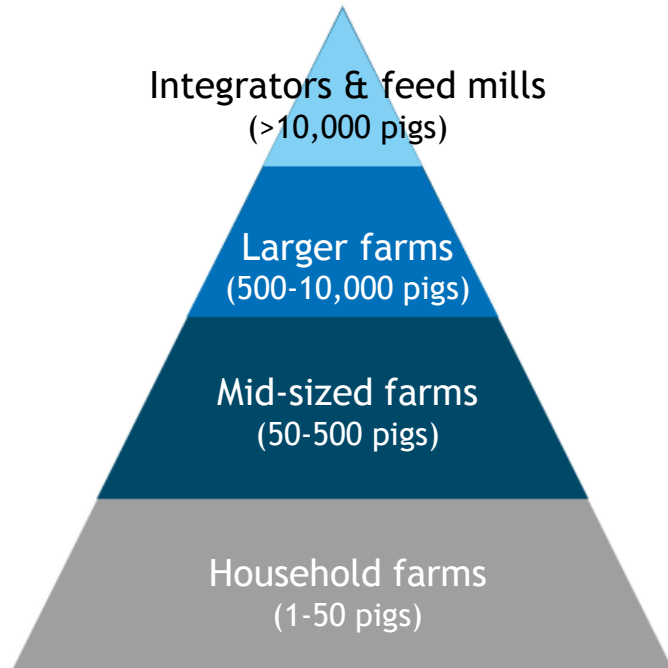 Integrators & feed mills
(>10,000 pigs)
Larger farms
(500-10,000 pigs)
Mid-sized farms
(50-500 pigs)
Household farms
(1-50 pigs)